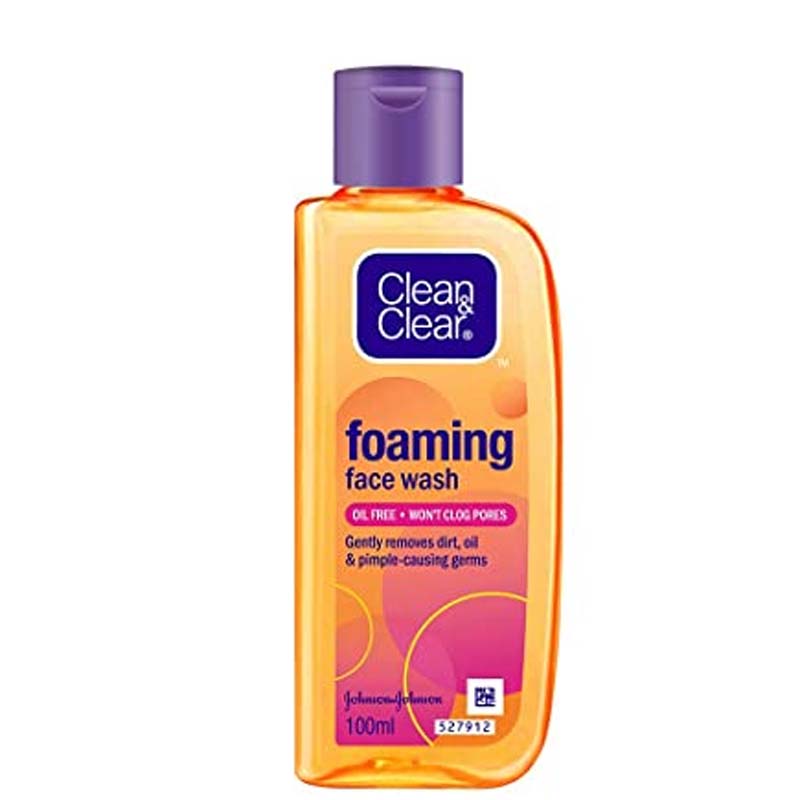 Clean &
Clear®
TM
foaming
face wash
OIL FREE • WON'T CLOG PORES
Gently removes dirt, oil
& pimple-causing germs
Johnson & Johnson
100ml
527912